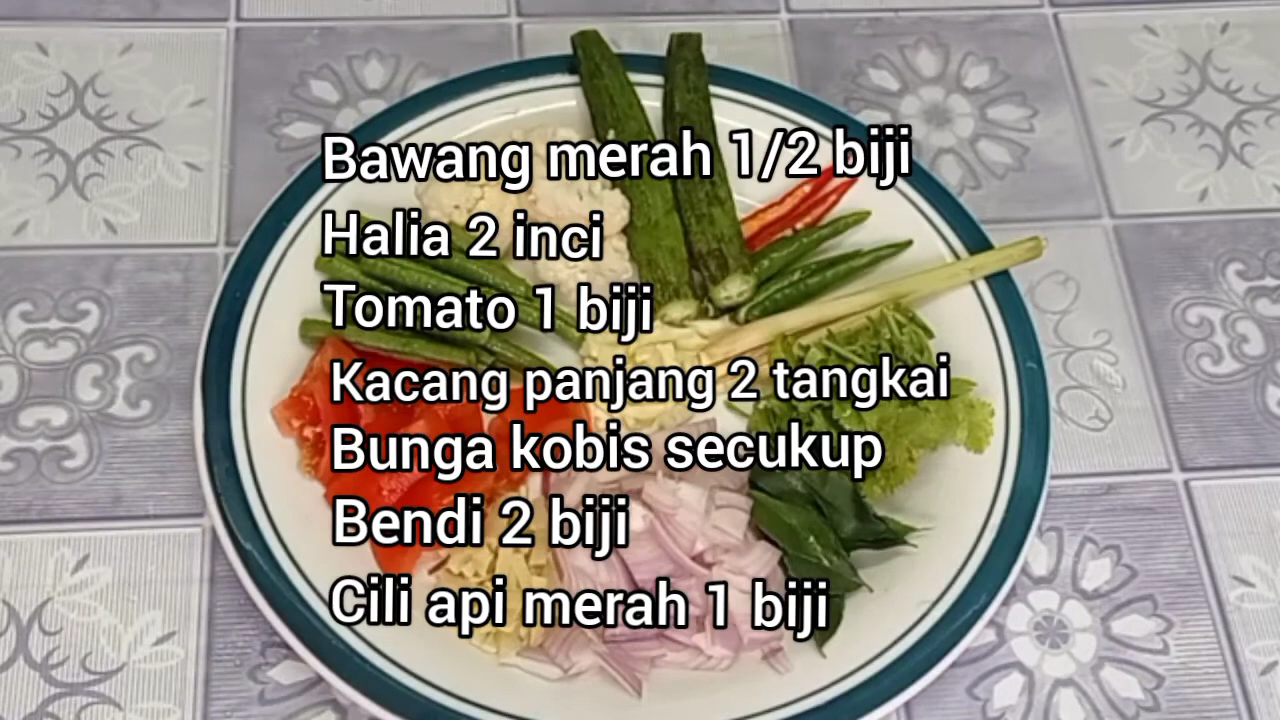 Bawang merah 1/2 biji
Halia 2 inci
Tomato 1 biji
Kacang panjang 2 tangkai
Bunga kobis secukup
Bendi 2 biji
Cili api merah 1 biji